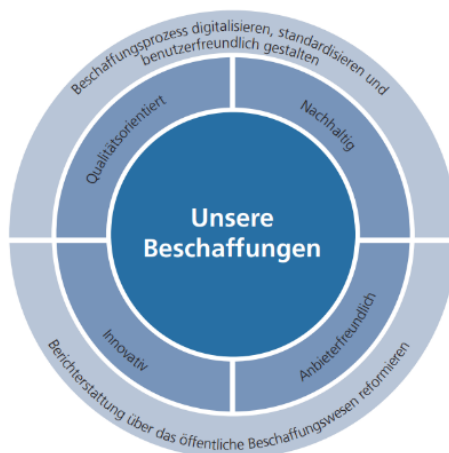 Beschaffungsprozess digitalisieren, standardisieren und
benutzerfreundlich gestalten
Qualitätsorientiert
Nachhaltig
Unsere
Beschaffungen
Innovativ
Anbieterfreundlich
Berichterstattung über das öffentliche Beschaffungswesen reformieren